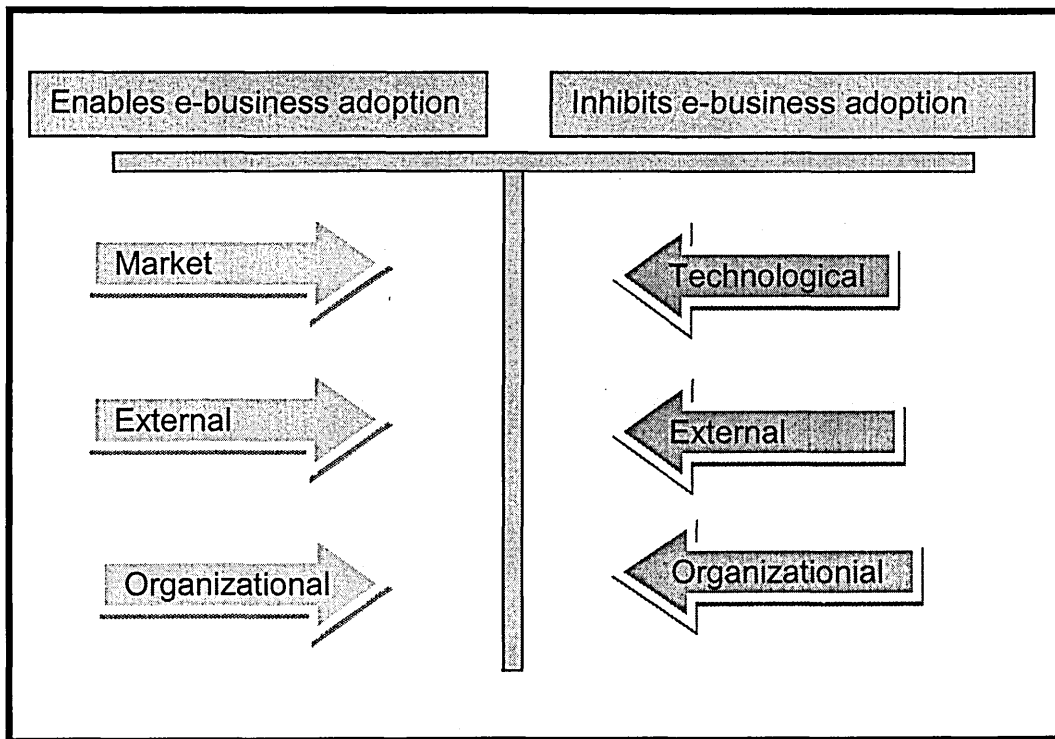 Enables e-business adoption
Inhibits e-business adoption
Market
Technological
External
External
Organizational
Organizationial